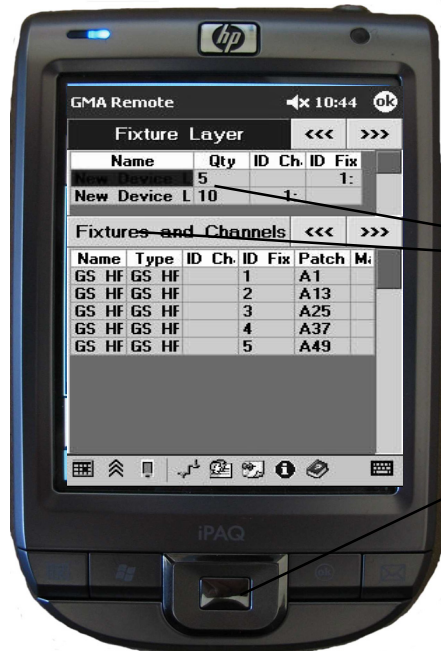 hp
GMA Remote 10:44 ok
Fixture Layer <<< >>>
Name Qty ID Ch. ID Fix
New Device L 5 1:
New Device L 10 1:
Fixtures and Channels <<< >>>
Name Type ID Ch. ID Fix Patch Ma
GS HF GS HF 1 A1
GS HF GS HF 2 A13
GS HF GS HF 3 A25
GS HF GS HF 4 A37
GS HF GS HF 5 A49
iPAQ